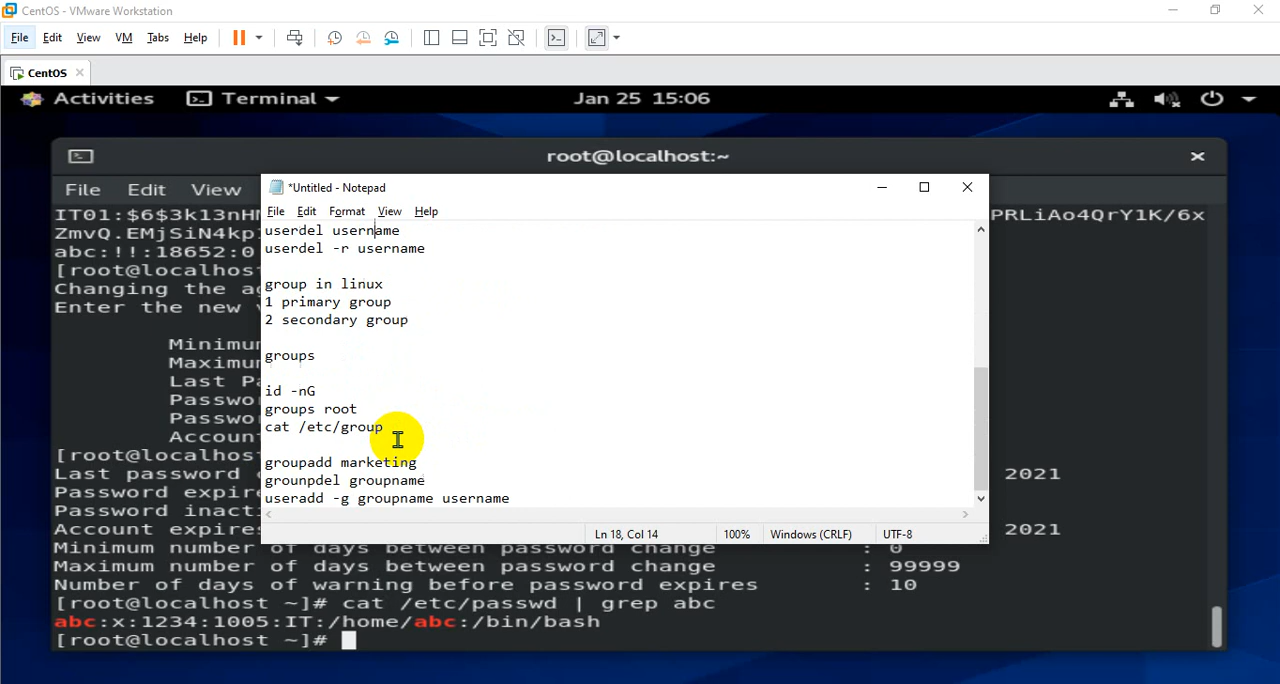 CentOS - VMware Workstation
File Edit View VM Tabs Help
CentOS
Activities Terminal Jan 25 15:06
root@localhost:~
File Edit View
*Untitled - Notepad
File Edit Format View Help
userdel username
userdel -r username
group in linux
1 primary group
2 secondary group
groups
id -nG
groups root
cat /etc/group
groupadd marketing
grounpdel groupname
useradd -g groupname username
Ln 18, Col 14 100% Windows (CRLF) UTF-8
IT01:$6$3k13nH PRLiAo4QrY1K/6x
ZmvQ.EMjSiN4kp
abc:!!:18652:0
[root@localhost
Changing the a
Enter the new
Minimu
Maximu
Last Pa
Passwo
Passwo
Accoun
[root@localhost
Last password 2021
Password expire
Password inacti
Account expires 2021
Minimum number of days between password change : 0
Maximum number of days between password change : 99999
Number of days of warning before password expires : 10
[root@localhost ~]# cat /etc/passwd | grep abc
abc:x:1234:1005:IT:/home/abc:/bin/bash
[root@localhost ~]#